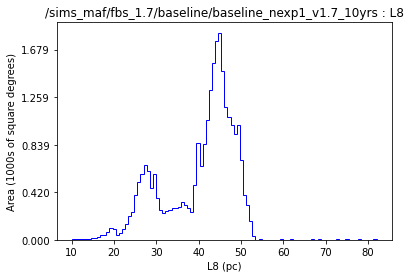 /sims_maf/fbs_1.7/baseline/baseline_nexp1_v1.7_10yrs : L8
1.679
1.259
0.839
0.420
0.000
Area (1000s of square degrees)
10 20 30 40 50 60 70 80
L8 (pc)